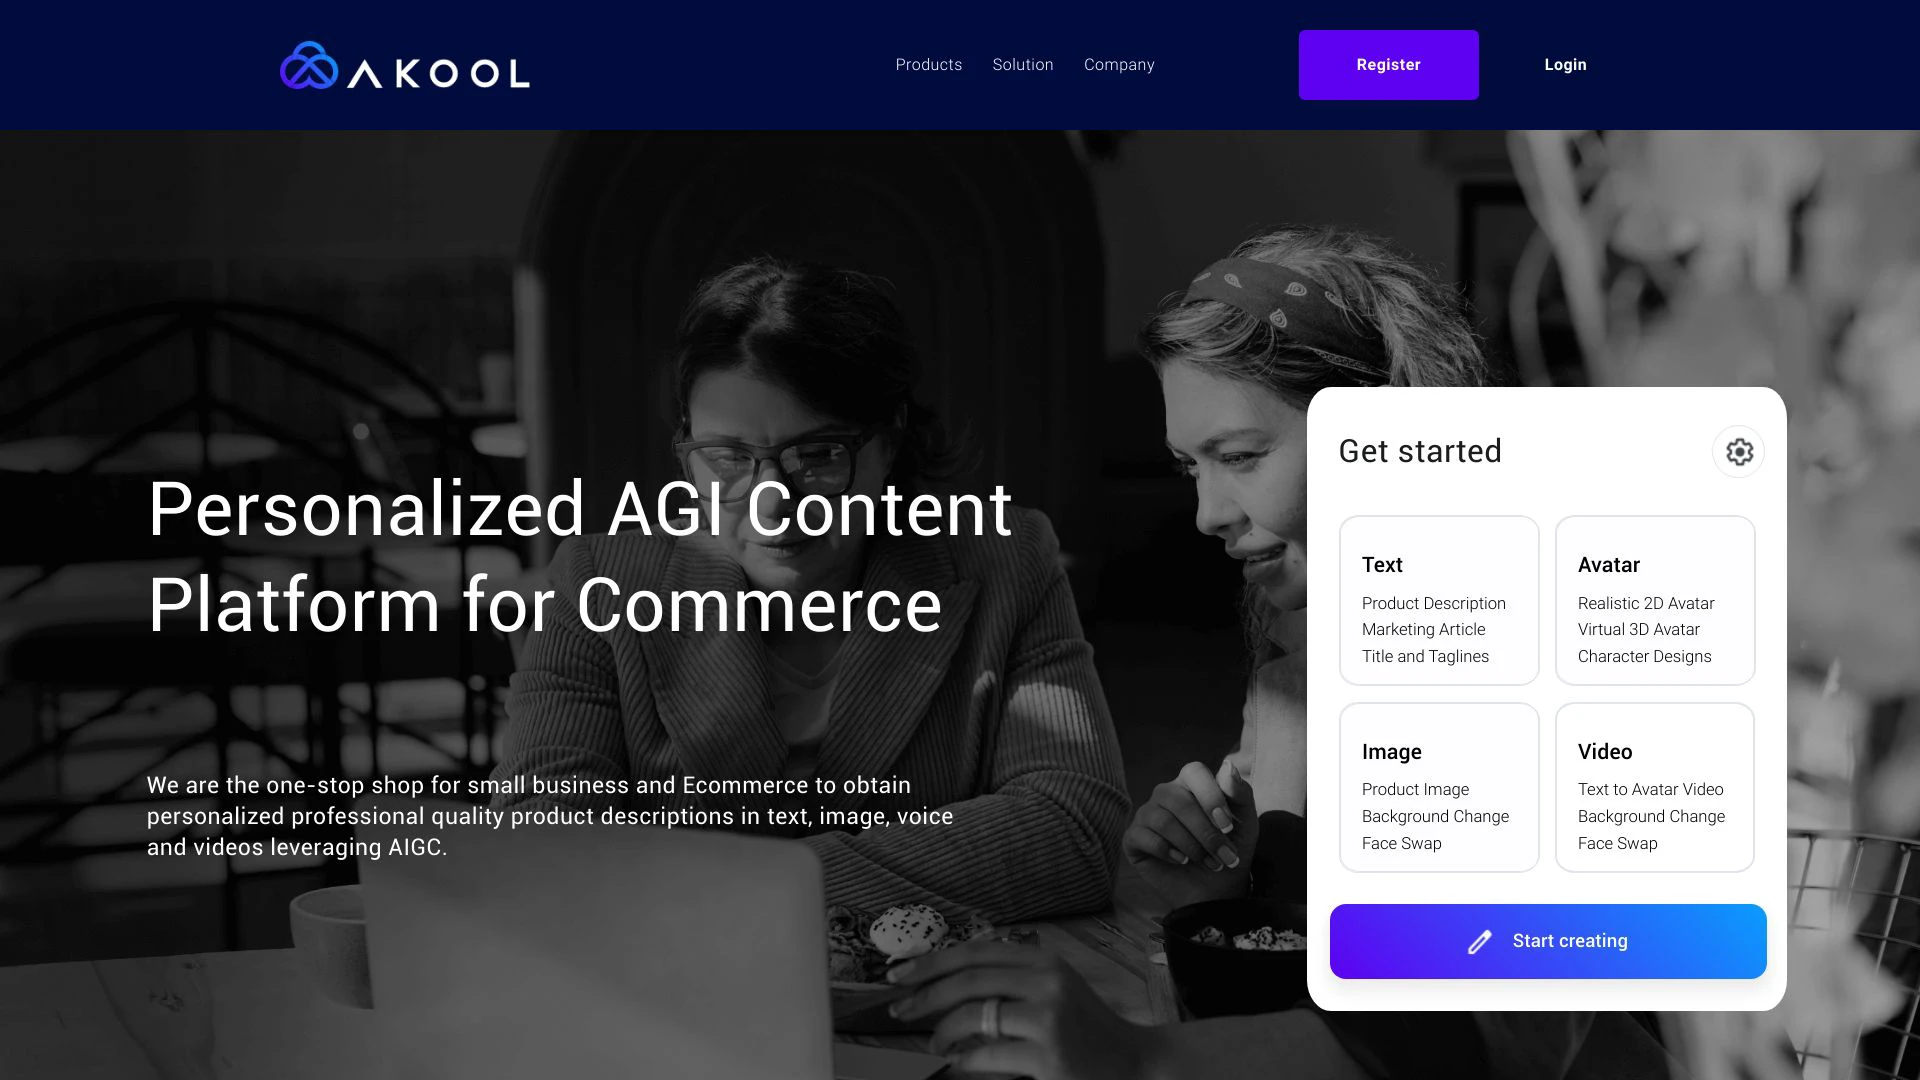 AKOOL
Products
Solution
Company
Register
Login
Personalized AGI Content
Platform for Commerce
We are the one-stop shop for small business and Ecommerce to obtain
personalized professional quality product descriptions in text, image, voice
and videos leveraging AIGC.
Get started
Text
Product Description
Marketing Article
Title and Taglines
Avatar
Realistic 2D Avatar
Virtual 3D Avatar
Character Designs
Image
Product Image
Background Change
Face Swap
Video
Text to Avatar Video
Background Change
Face Swap
Start creating